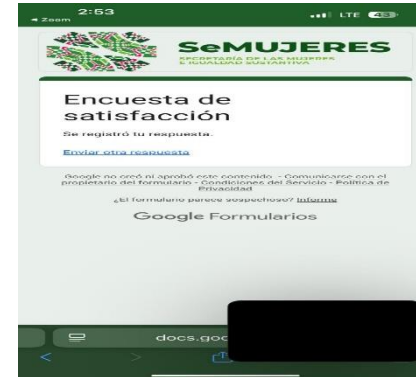 2:53
◄ Zoom
LTE 43
SeMUJERES
SECRETARÍA DE LAS MUJERES
E IGUALDAD SUSTANTIVA
Encuesta de
satisfacción
Se registró tu respuesta.
Enviar otra respuesta
Google no creó ni aprobó este contenido. - Comunicarse con el
propietario del formulario - Condiciones del Servicio - Política de
Privacidad
¿El formulario parece sospechoso? Informe
Google Formularios
docs.goo